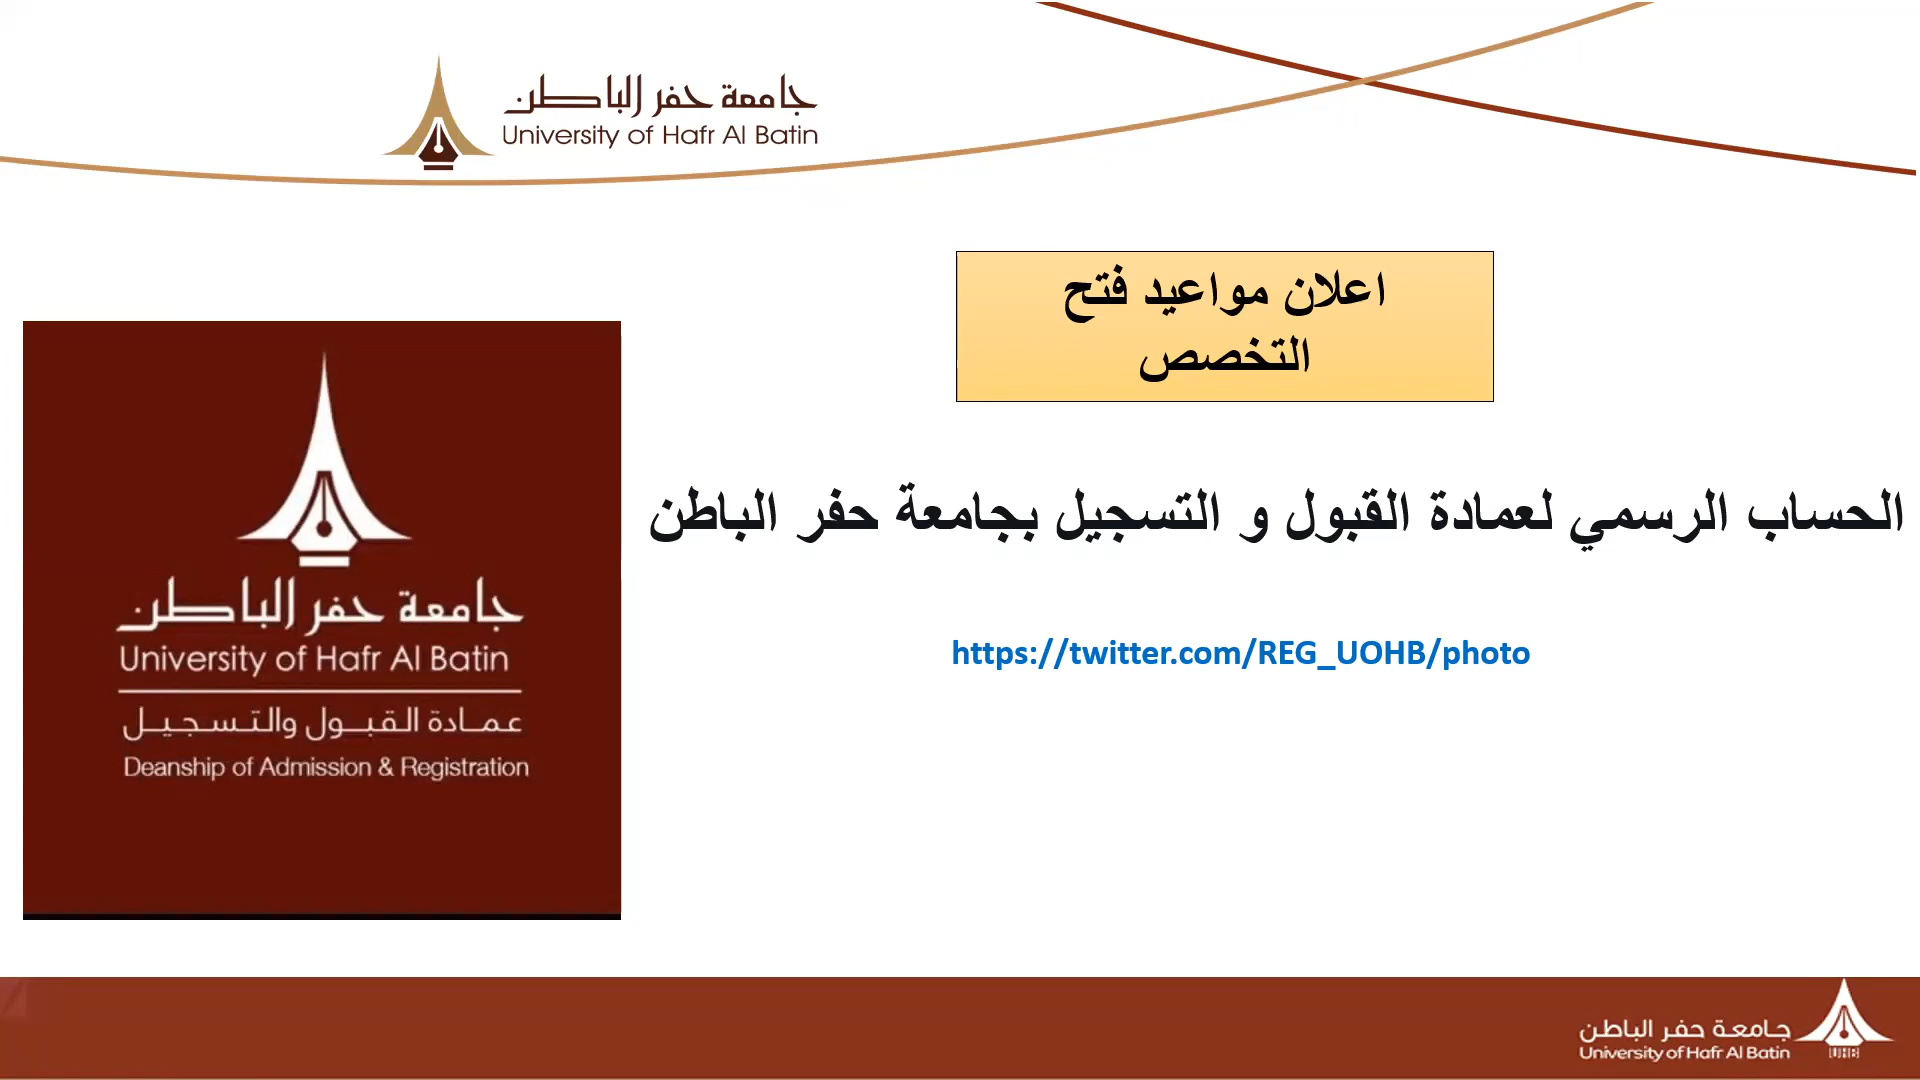 جامعة حفر الباطن
University of Hafr Al Batin
اعلان مواعيد فتح
التخصص
الحساب الرسمي لعمادة القبول و التسجيل بجامعة حفر الباطن
https://twitter.com/REG_UOHB/photo
جامعة حفر الباطن
University of Hafr Al Batin
عمادة القبول والتسجيل
Deanship of Admission & Registration
جامعة حفر الباطن
University of Hafr Al Batin